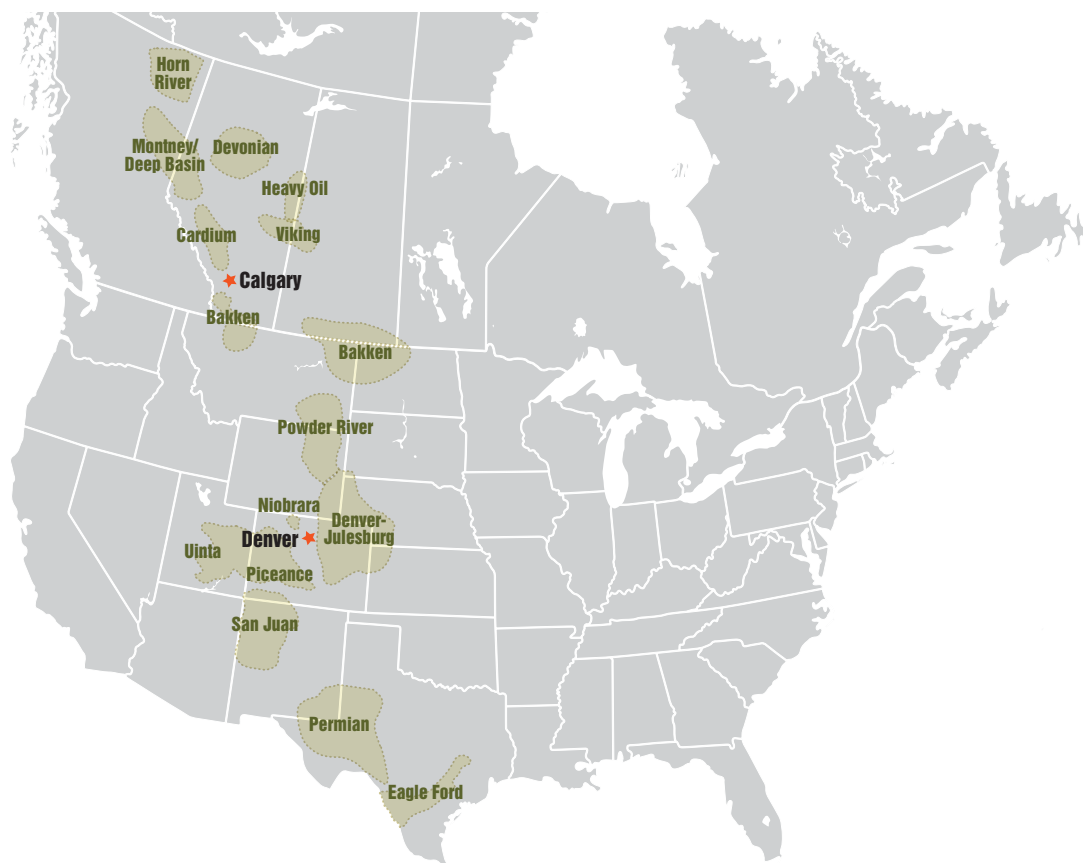 Horn
River
Montney/
Deep Basin
Devonian
Heavy Oil
Cardium
Viking
Calgary
Bakken
Bakken
Powder River
Niobrara
Denver-
Julesburg
Denver
Uinta
Piceance
San Juan
Permian
Eagle Ford